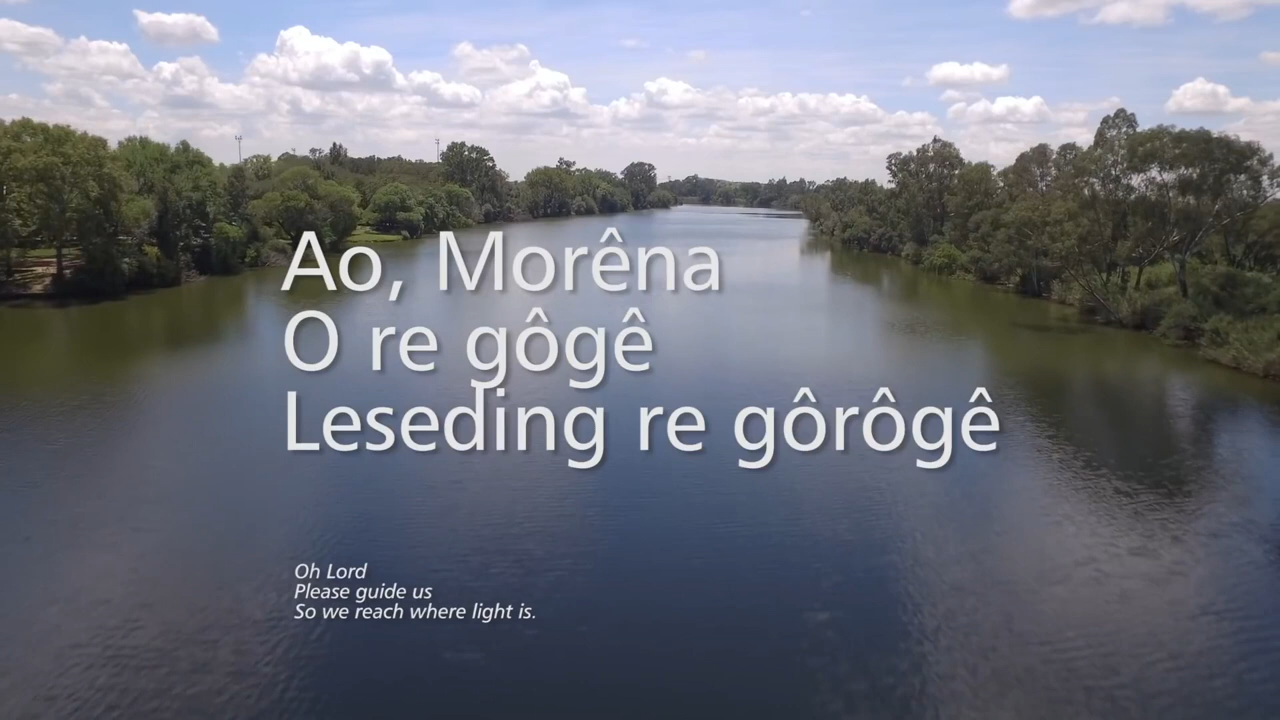 Ao, Morêna
O re gôgê
Leseding re gôrôgê
Oh Lord
Please guide us
So we reach where light is.